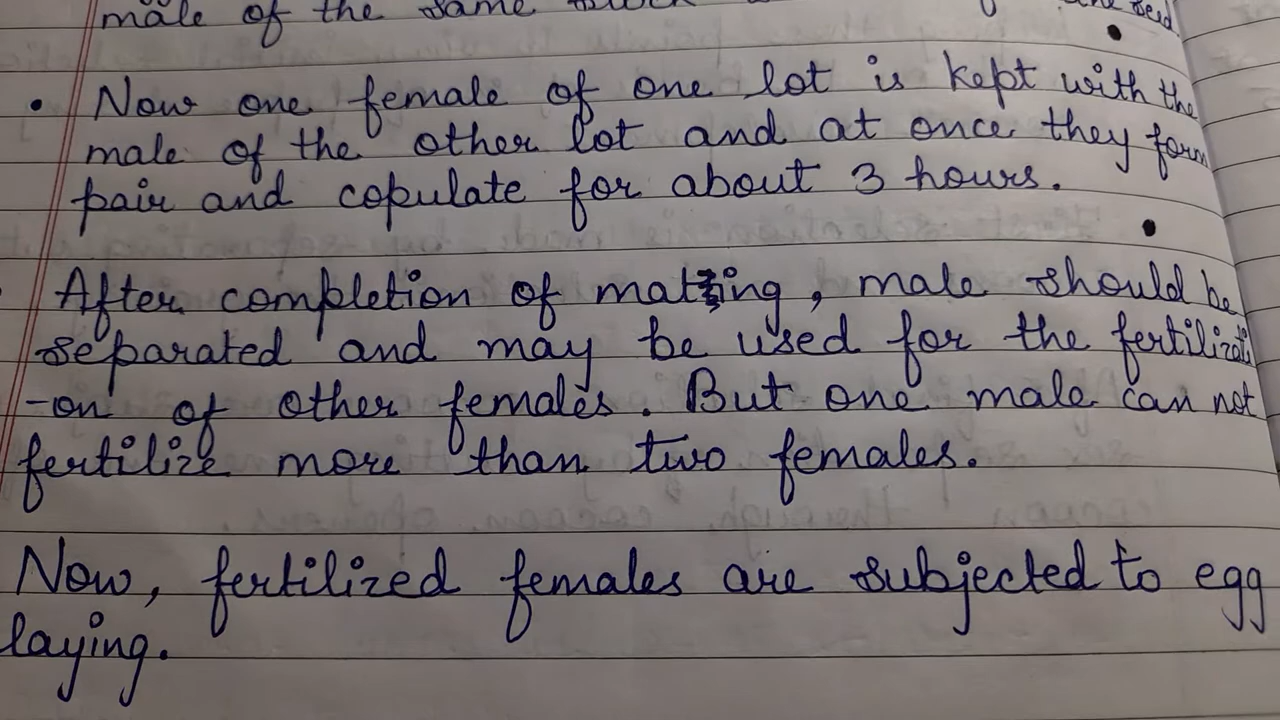 male of the same
• Now one female of one lot is kept with the
male of the other lot and at once they form
pair and copulate for about 3 hours.
After completion of mating, male should be
separated and may be used for the fertilizati
-on of other females. But one male can not
fertilize more than two females.
Now, fertilized females are subjected to egg
laying.